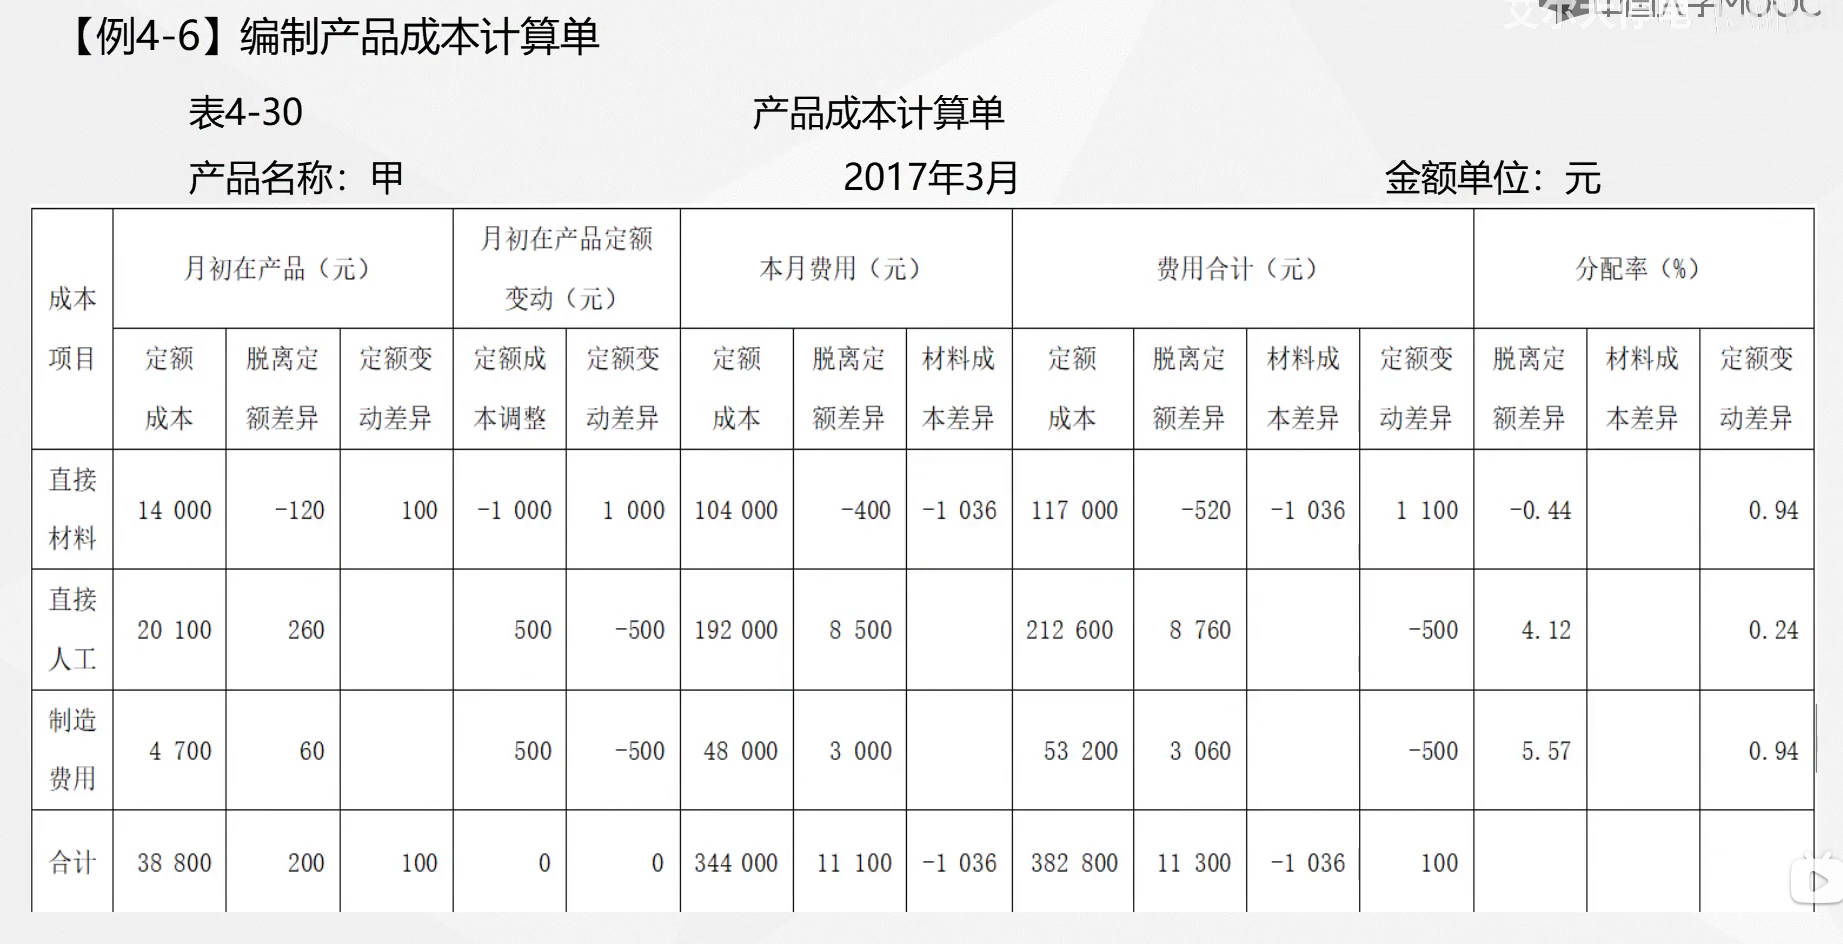 【例4-6】编制产品成本计算单
表4-30 产品成本计算单
产品名称：甲 2017年3月 金额单位：元
成本项目 月初在产品（元） 月初在产品定额变动（元） 本月费用（元） 费用合计（元） 分配率（%）
定额成本 脱离定额差异 定额变动差异 定额成本调整 定额变动差异 定额成本 脱离定额差异 材料成本差异 定额成本 脱离定额差异 材料成本差异 定额变动差异 脱离定额差异 材料成本差异 定额变动差异
直接材料 14 000 -120 100 -1 000 1 000 104 000 -400 -1 036 117 000 -520 -1 036 1 100 -0.44 0.94
直接人工 20 100 260 500 -500 192 000 8 500 212 600 8 760 -500 4.12 0.24
制造费用 4 700 60 500 -500 48 000 3 000 53 200 3 060 -500 5.57 0.94
合计 38 800 200 100 0 0 344 000 11 100 -1 036 382 800 11 300 -1 036 100